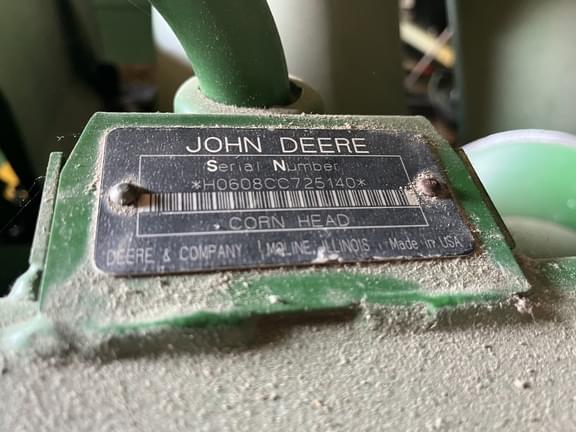 JOHN DEERE
Serial Number
*H0608CC725140*
CORN HEAD
DEERE & COMPANY MOLINE, ILLINOIS Made in USA